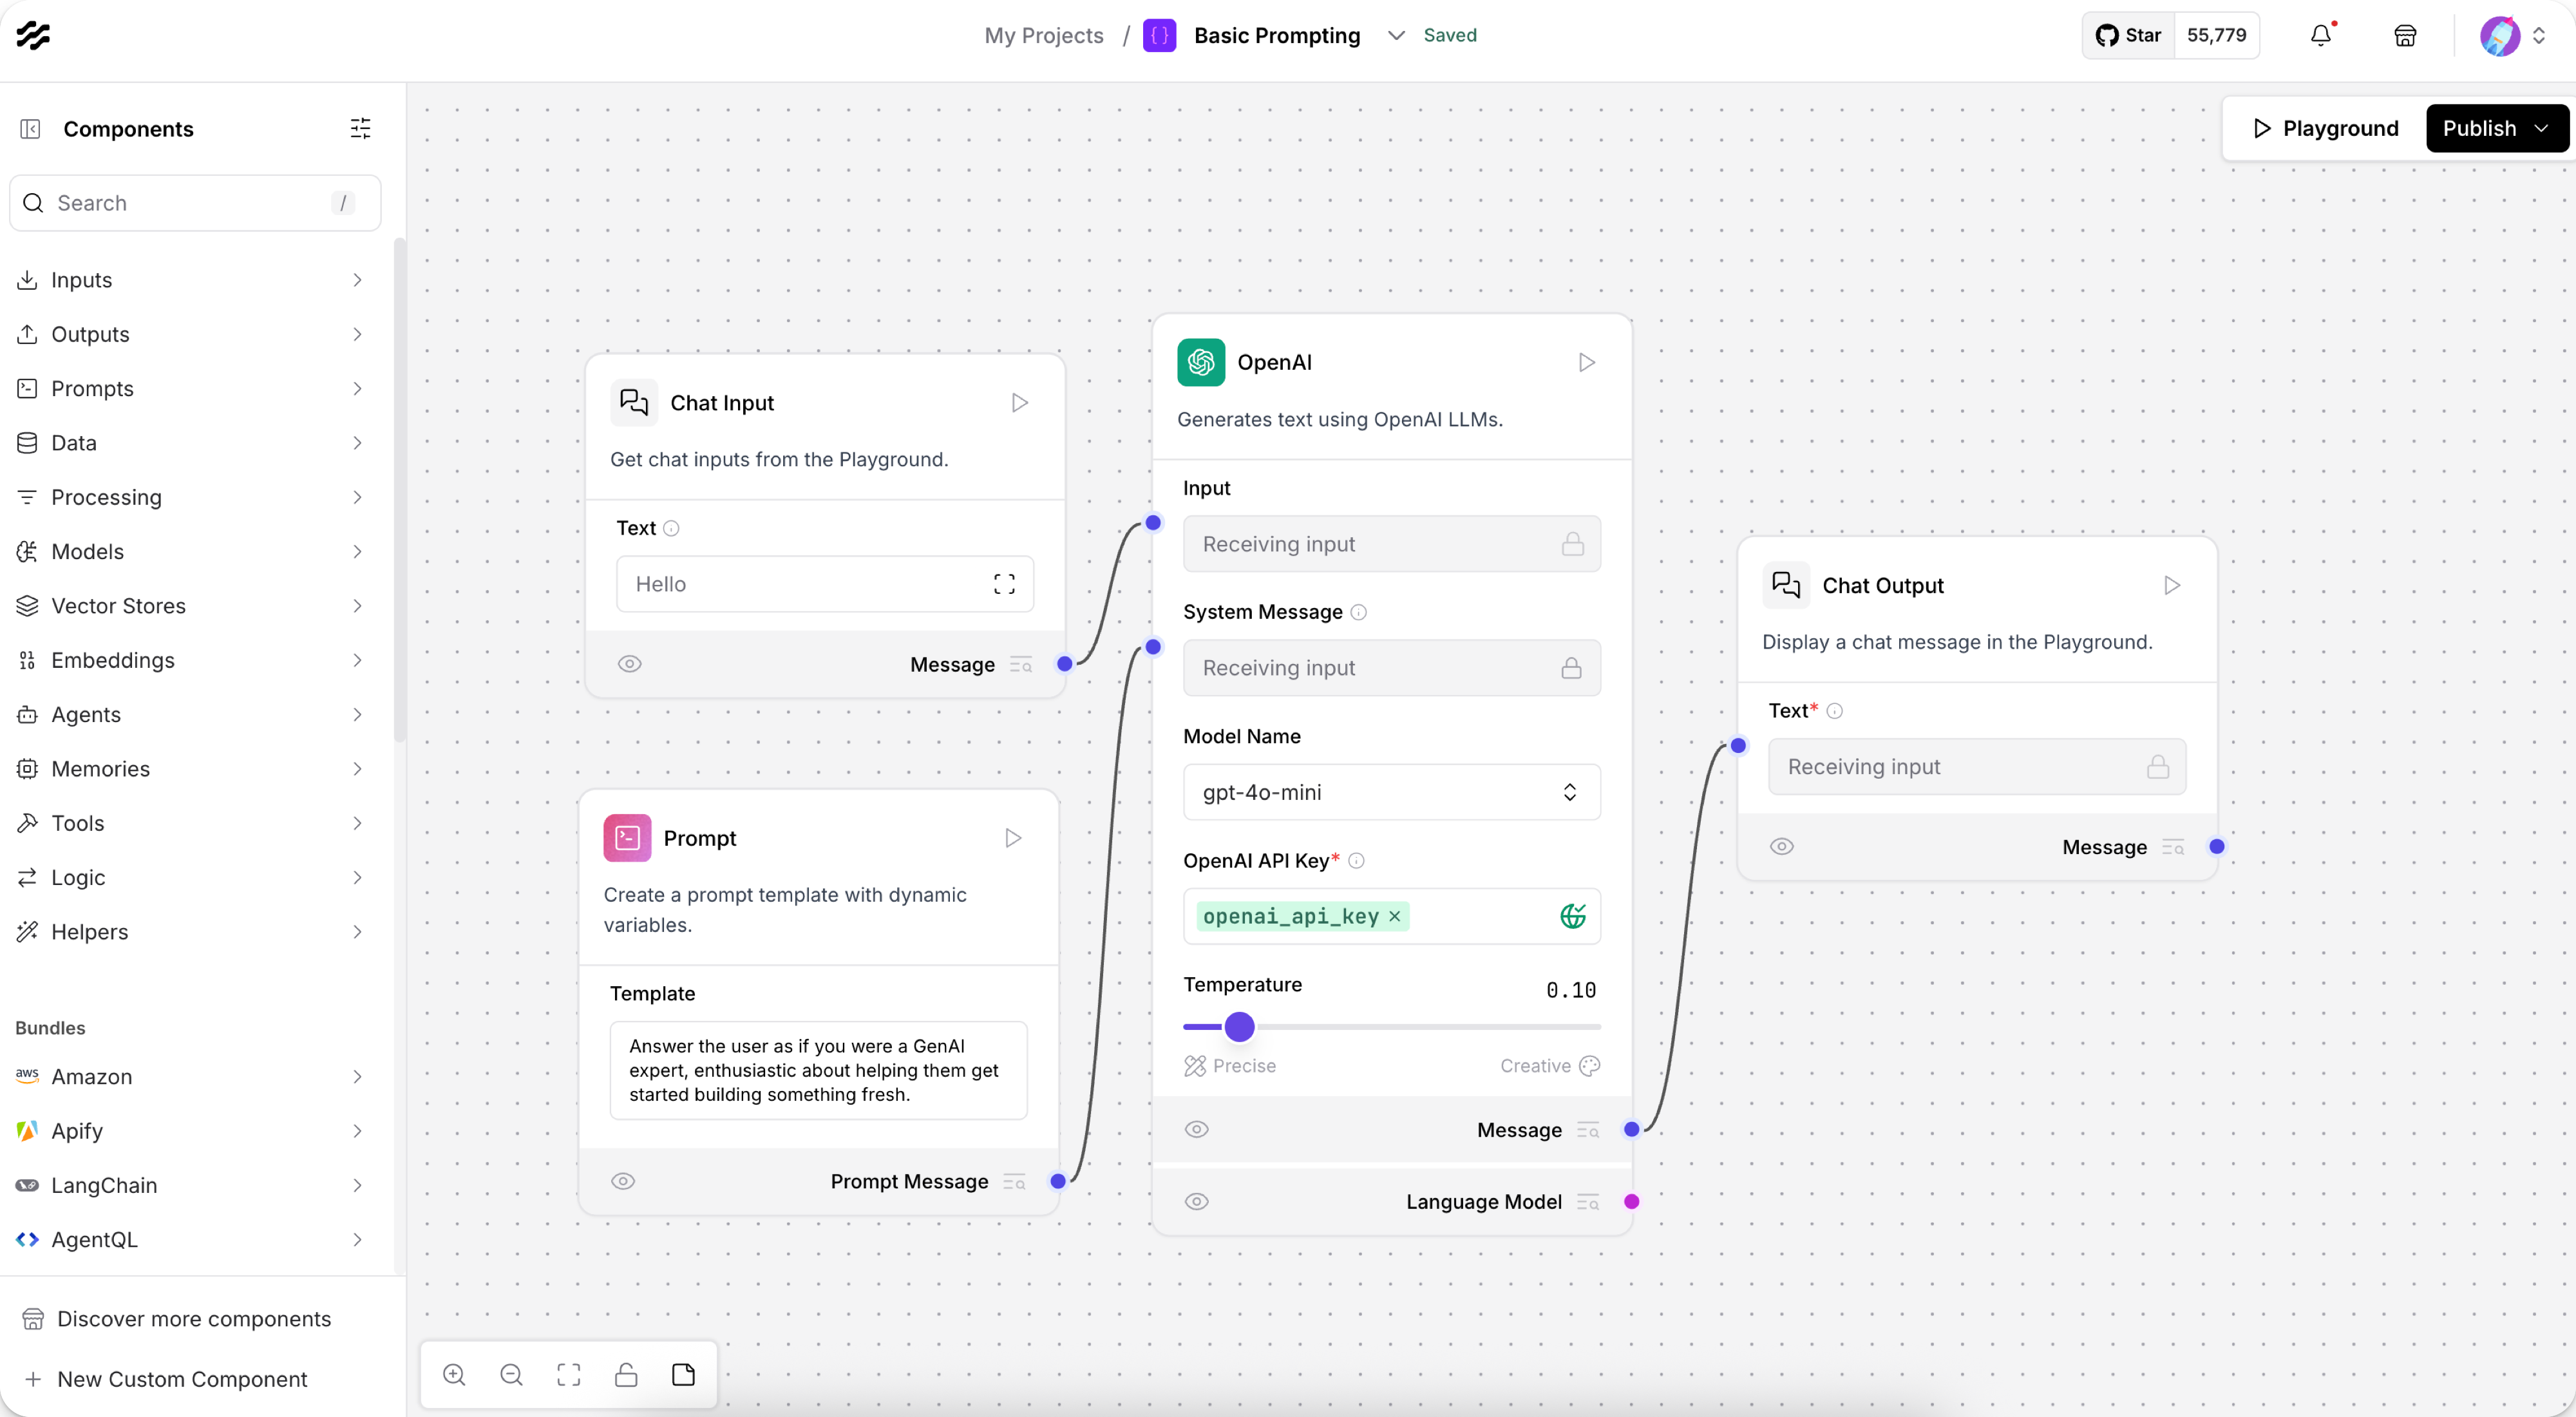 My Projects / {} Basic Prompting Saved
Star 55,779
Components
Search /
Inputs
Outputs
Prompts
Data
Processing
Models
Vector Stores
Embeddings
Agents
Memories
Tools
Logic
Helpers
Bundles
aws Amazon
Apify
LangChain
AgentQL
Discover more components
New Custom Component
Playground Publish
Chat Input
Get chat inputs from the Playground.
Text
Hello
Message
Prompt
Create a prompt template with dynamic
variables.
Template
Answer the user as if you were a GenAI
expert, enthusiastic about helping them get
started building something fresh.
Prompt Message
OpenAI
Generates text using OpenAI LLMs.
Input
Receiving input
System Message
Receiving input
Model Name
gpt-4o-mini
OpenAI API Key*
openai_api_key ×
Temperature 0.10
Precise Creative
Message
Language Model
Chat Output
Display a chat message in the Playground.
Text*
Receiving input
Message